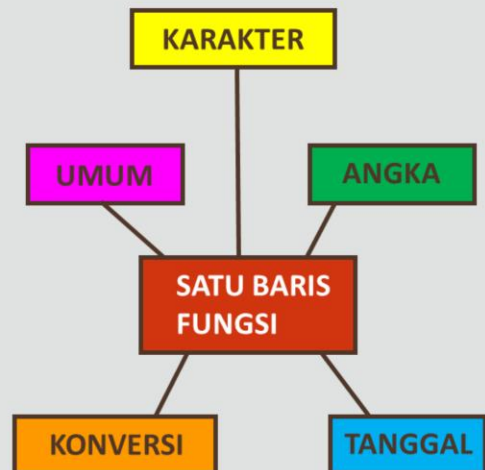 KARAKTER
UMUM
ANGKA
SATU BARIS
FUNGSI
KONVERSI
TANGGAL